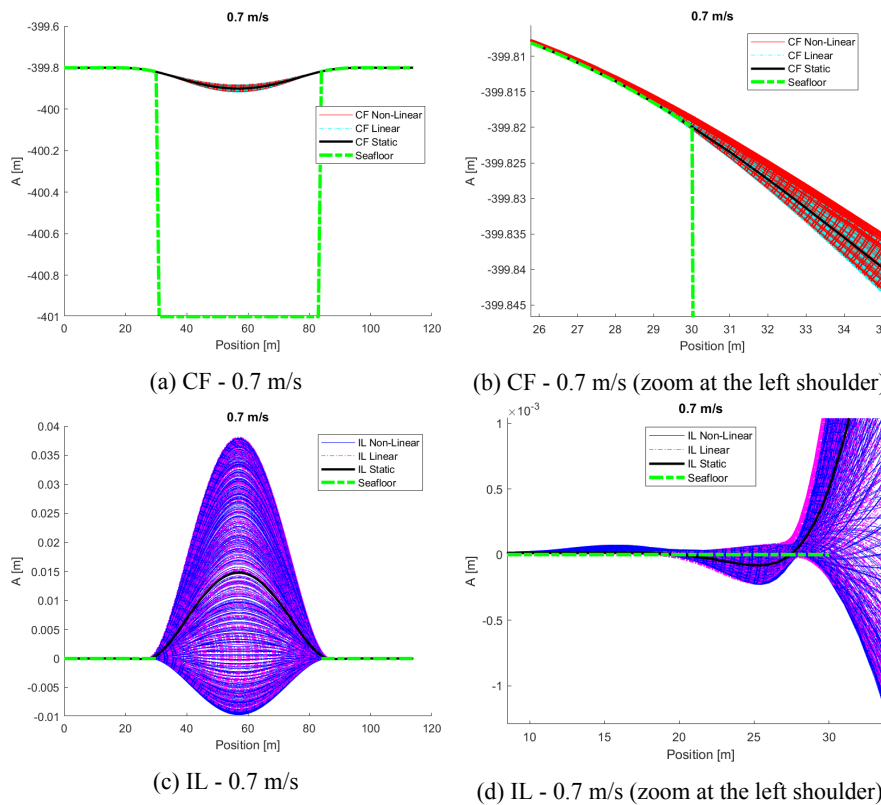 0.7 m/s
-399.6
-399.8
-400
-400.2
-400.4
-400.6
-400.8
-401
A [m]
0 20 40 60 80 100 120
Position [m]
CF Non-Linear
CF Linear
CF Static
Seafloor
(a) CF - 0.7 m/s
0.7 m/s
-399.81
-399.815
-399.82
-399.825
-399.83
-399.835
-399.84
-399.845
A [m]
26 27 28 29 30 31 32 33 34
Position [m]
CF Non-Linear
CF Linear
CF Static
Seafloor
(b) CF - 0.7 m/s (zoom at the left shoulder)
0.7 m/s
0.04
0.035
0.03
0.025
0.02
0.015
0.01
0.005
0
-0.005
-0.01
A [m]
0 20 40 60 80 100 120
Position [m]
IL Non-Linear
IL Linear
IL Static
Seafloor
(c) IL - 0.7 m/s
0.7 m/s
×10⁻³
1
0.5
0
-0.5
-1
A [m]
10 15 20 25 30
Position [m]
IL Non-Linear
IL Linear
IL Static
Seafloor
(d) IL - 0.7 m/s (zoom at the left shoulder)